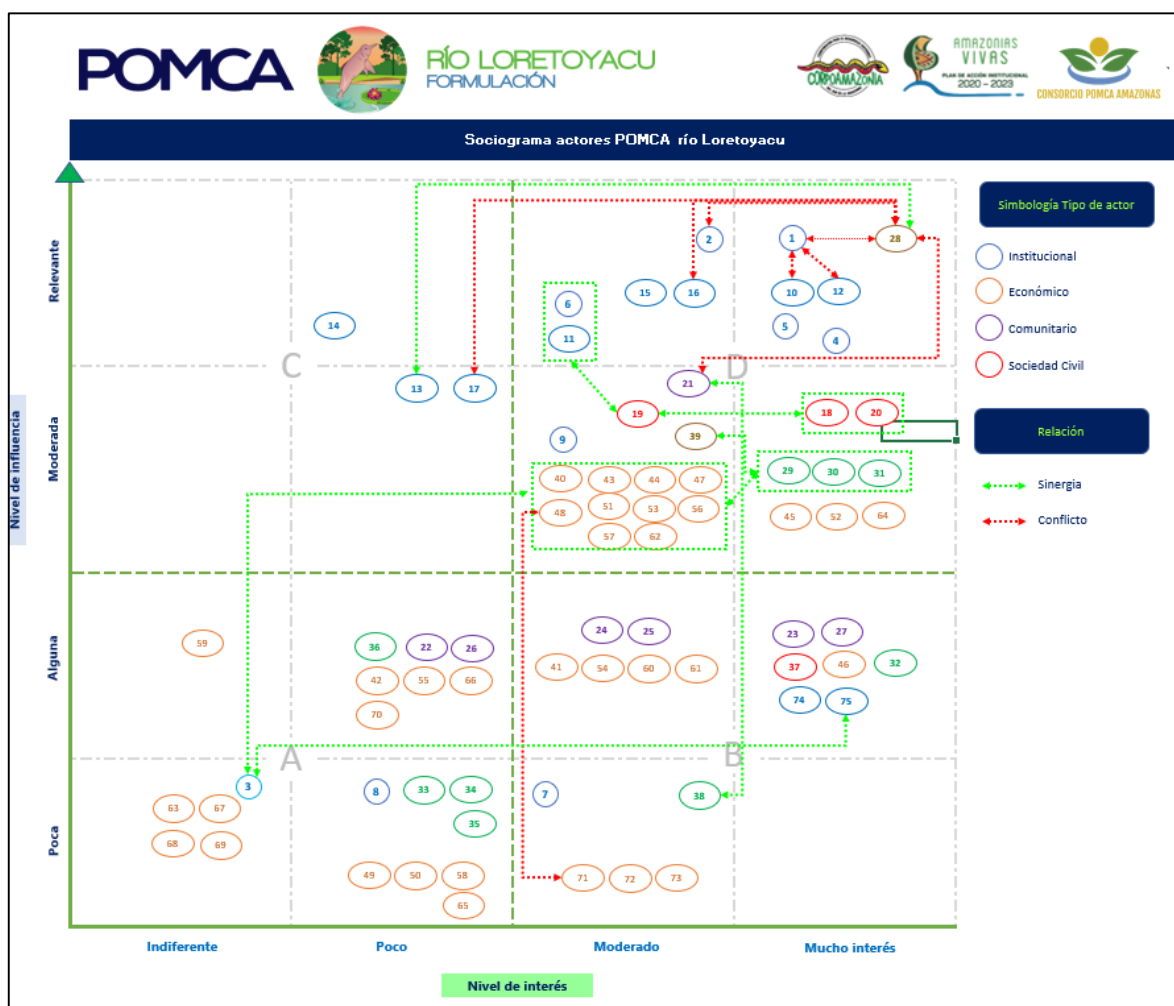 POMCA
RÍO LORETOYACU
FORMULACIÓN
CORPOAMAZONIA
AMAZONIAS
VIVAS
PLAN DE ACCIÓN INSTITUCIONAL
2020 - 2023
CONSORCIO POMCA AMAZONAS
Sociograma actores POMCA río Loretoyacu
Nivel de influencia
Relevante
Moderada
Alguna
Poca
2
1
28
6
15
16
10
12
14
11
5
4
C
D
13
17
21
19
18
20
9
39
40
43
44
47
29
30
31
48
51
53
56
45
52
64
57
62
59
36
22
26
24
25
23
27
42
55
66
41
54
60
61
37
46
32
70
74
75
A
B
3
8
33
34
7
38
63
67
35
68
69
49
50
58
71
72
73
65
Indiferente
Poco
Moderado
Mucho interés
Nivel de interés
Simbología Tipo de actor
Institucional
Económico
Comunitario
Sociedad Civil
Relación
Sinergia
Conflicto